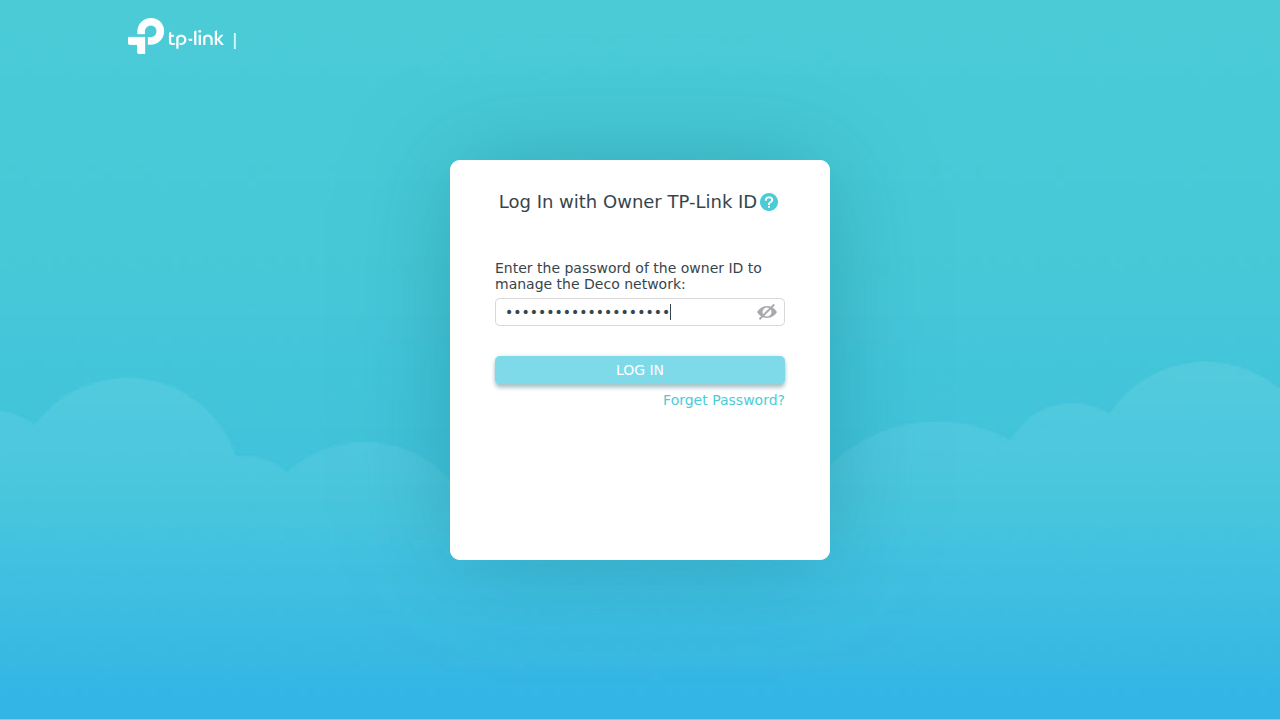 tp-link |
Log In with Owner TP-Link ID ?
Enter the password of the owner ID to
manage the Deco network:
•••••••••••••••••••
LOG IN
Forget Password?